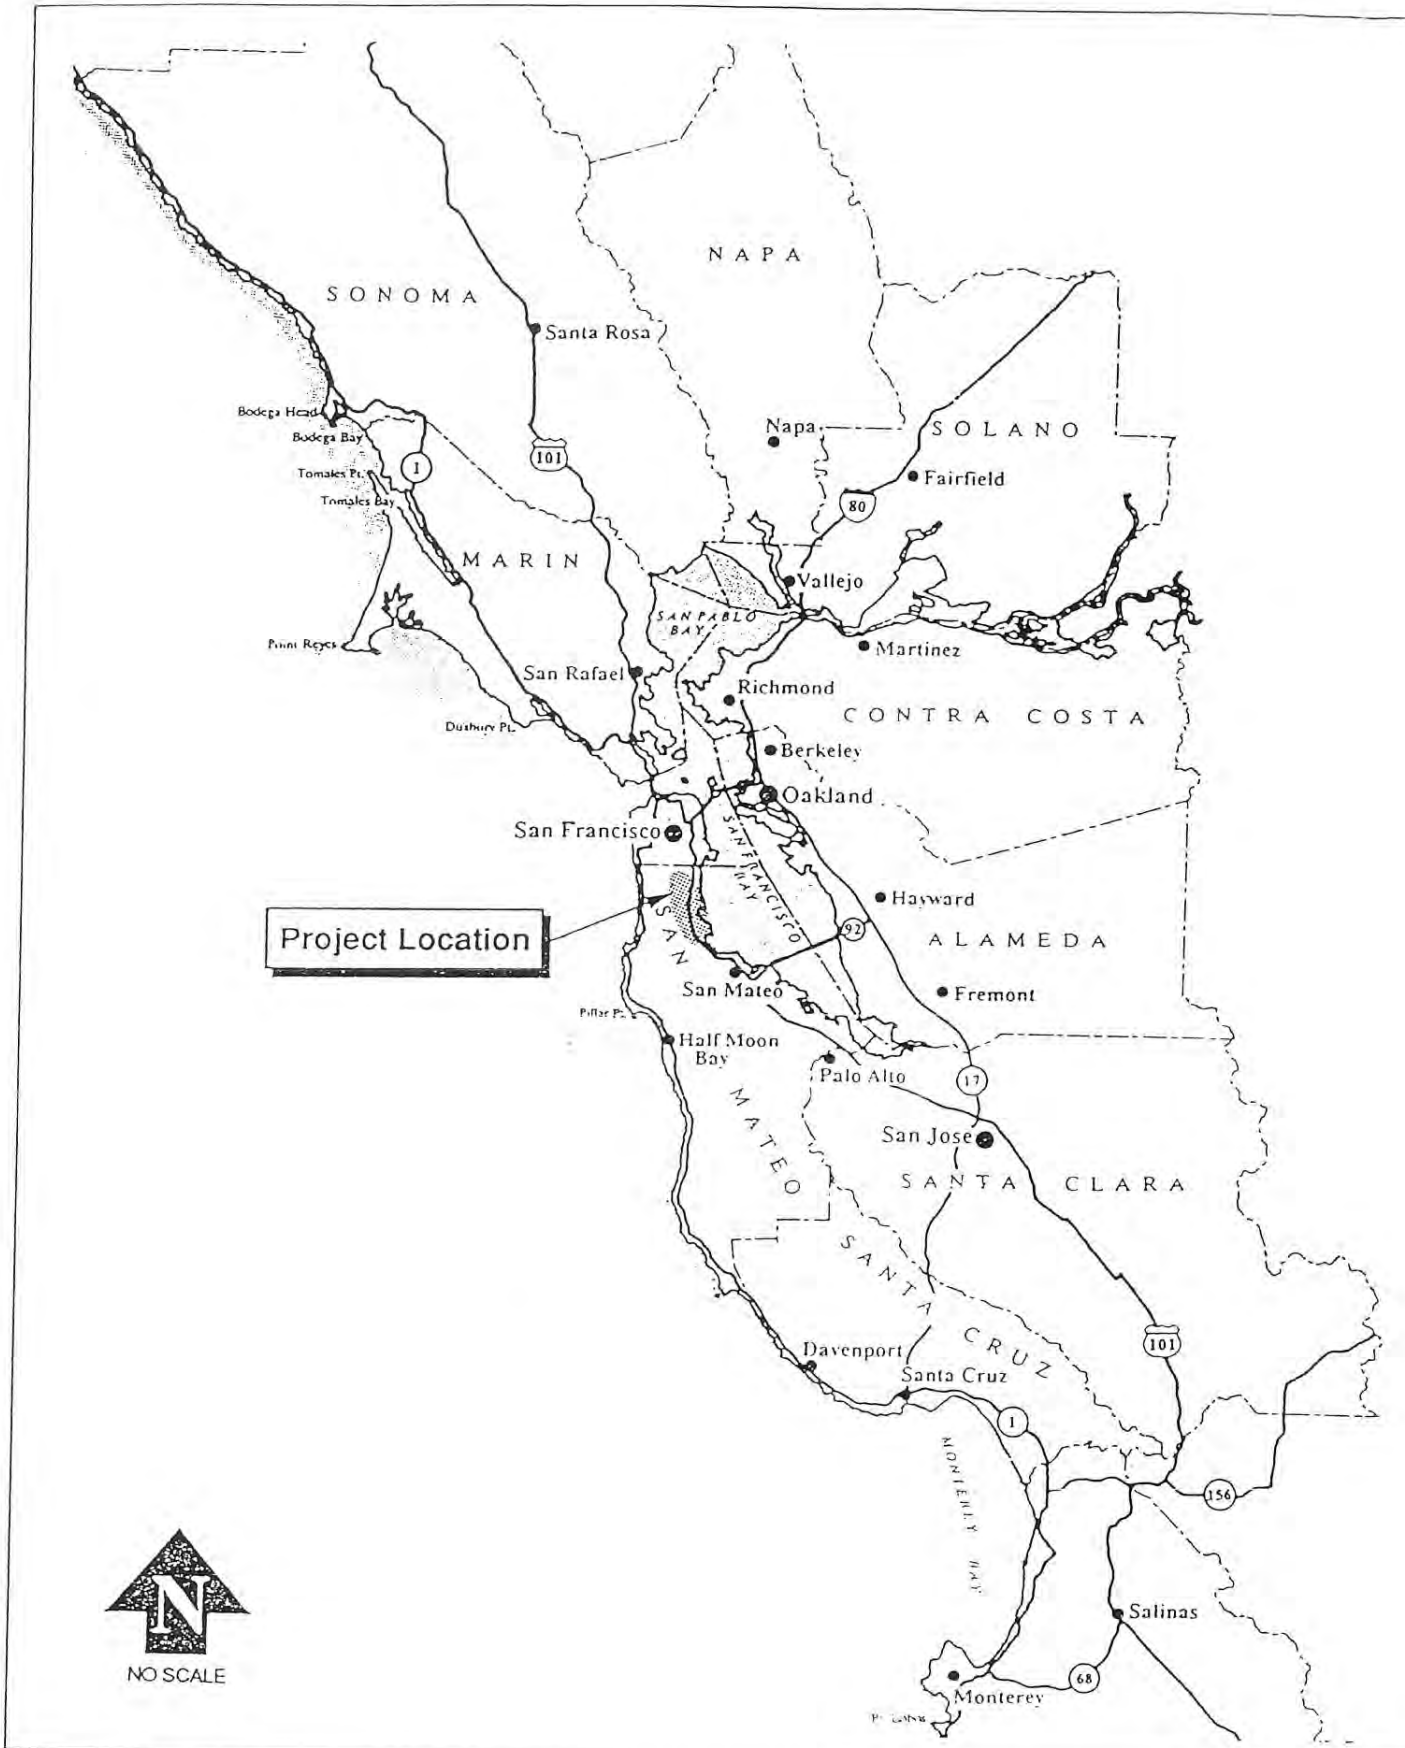 NAPA
SONOMA
Santa Rosa
Bodega Head
Bodega Bay
Napa
SOLANO
101
1
Tomales Pt.
Tomales Bay
Fairfield
80
MARIN
Vallejo
SAN PABLO
BAY
Point Reyes
Martinez
San Rafael
Richmond
CONTRA COSTA
Duxbury Pt.
Berkeley
Oakland
San Francisco
SAN FRANCISCO
BAY
Hayward
Project Location
92
ALAMEDA
San Mateo
Fremont
Pillar Pt.
Half Moon
Bay
Palo Alto
17
SAN MATEO
San Jose
SANTA CLARA
SANTA CRUZ
Davenport
101
Santa Cruz
1
MONTEREY BAY
156
N
NO SCALE
Salinas
68
Monterey